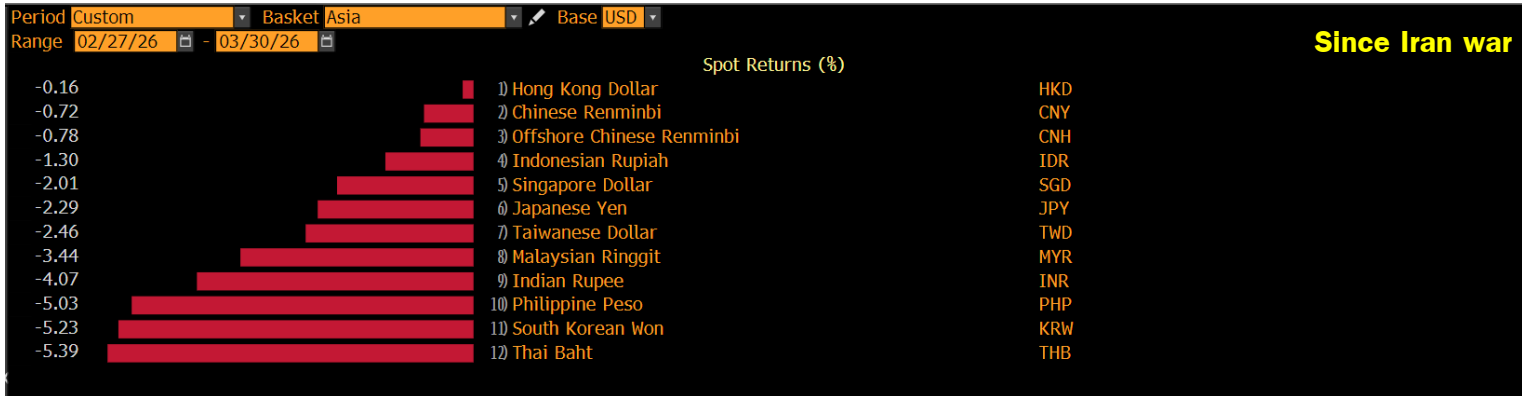 Period Custom Basket Asia Base USD
Range 02/27/26 - 03/30/26
Since Iran war
Spot Returns (%)
-0.16 1) Hong Kong Dollar HKD
-0.72 2) Chinese Renminbi CNY
-0.78 3) Offshore Chinese Renminbi CNH
-1.30 4) Indonesian Rupiah IDR
-2.01 5) Singapore Dollar SGD
-2.29 6) Japanese Yen JPY
-2.46 7) Taiwanese Dollar TWD
-3.44 8) Malaysian Ringgit MYR
-4.07 9) Indian Rupee INR
-5.03 10) Philippine Peso PHP
-5.23 11) South Korean Won KRW
-5.39 12) Thai Baht THB